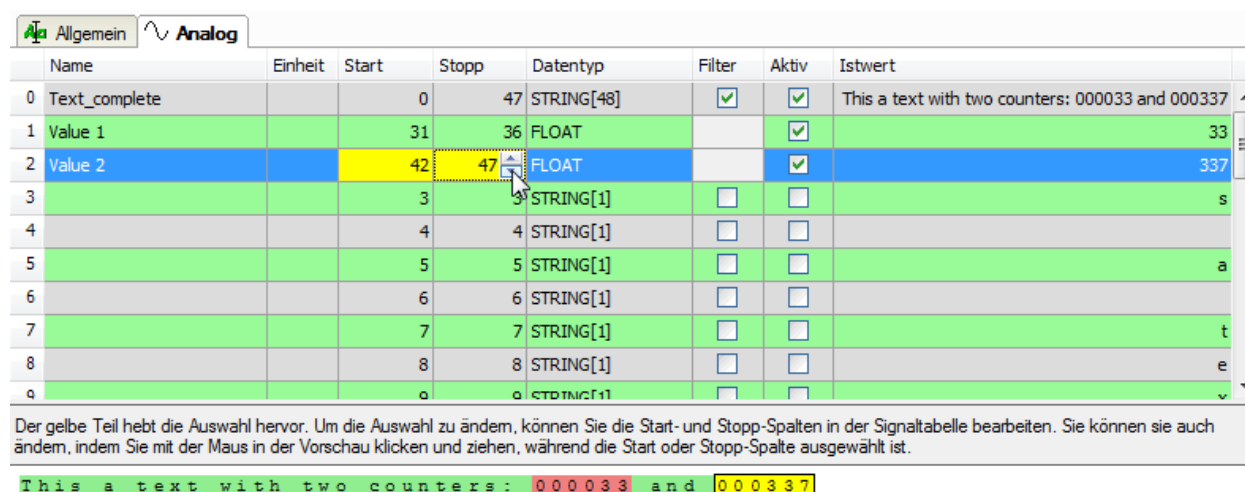 Allgemein Analog
Name Einheit Start Stopp Datentyp Filter Aktiv Istwert
0 Text_complete 0 47 STRING[48] This a text with two counters: 000033 and 000337
1 Value 1 31 36 FLOAT 33
2 Value 2 42 47 FLOAT 337
3 3 3 STRING[1] s
4 4 4 STRING[1]
5 5 5 STRING[1] a
6 6 6 STRING[1]
7 7 7 STRING[1] t
8 8 8 STRING[1] e
9 9 9 STRING[1] x
Der gelbe Teil hebt die Auswahl hervor. Um die Auswahl zu ändern, können Sie die Start- und Stopp-Spalten in der Signaltabelle bearbeiten. Sie können sie auch
ändern, indem Sie mit der Maus in der Vorschau klicken und ziehen, während die Start oder Stopp-Spalte ausgewählt ist.
This a text with two counters: 000033 and 000337